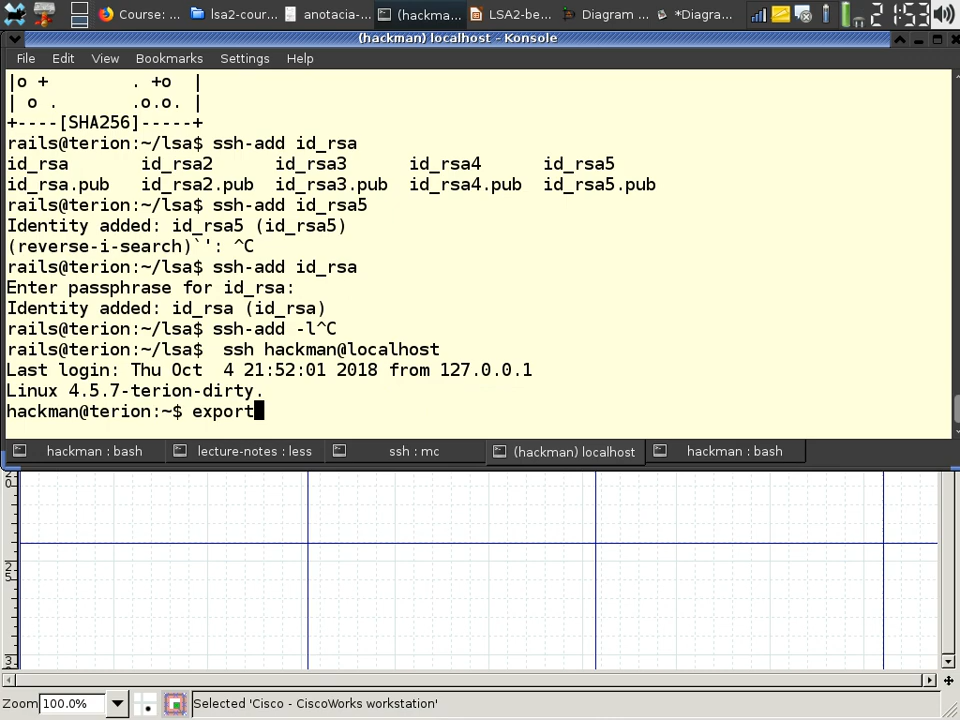 Course: ...
lsa2-cour...
anotacia-...
(hackma...
LSA2-be...
Diagram ...
*Diagra...
2
1:53
(hackman) localhost - Konsole
File Edit View Bookmarks Settings Help
|o + . +o |
| o . .o.o. |
+----[SHA256]-----+
rails@terion:~/lsa$ ssh-add id_rsa
id_rsa id_rsa2 id_rsa3 id_rsa4 id_rsa5
id_rsa.pub id_rsa2.pub id_rsa3.pub id_rsa4.pub id_rsa5.pub
rails@terion:~/lsa$ ssh-add id_rsa5
Identity added: id_rsa5 (id_rsa5)
(reverse-i-search)`': ^C
rails@terion:~/lsa$ ssh-add id_rsa
Enter passphrase for id_rsa:
Identity added: id_rsa (id_rsa)
rails@terion:~/lsa$ ssh-add -l^C
rails@terion:~/lsa$  ssh hackman@localhost
Last login: Thu Oct  4 21:52:01 2018 from 127.0.0.1
Linux 4.5.7-terion-dirty.
hackman@terion:~$ export
hackman : bash
lecture-notes : less
ssh : mc
(hackman) localhost
hackman : bash
Zoom 100.0%
Selected 'Cisco - CiscoWorks workstation'